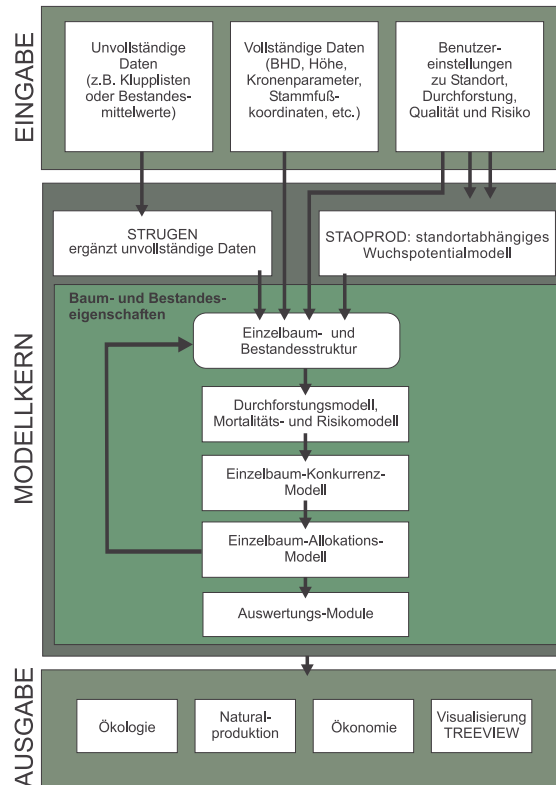 EINGABE
Unvollständige
Daten
(z.B. Klupplisten
oder Bestandes-
mittelwerte)
Vollständige Daten
(BHD, Höhe,
Kronenparameter,
Stammfuß-
koordinaten, etc.)
Benutzer-
einstellungen
zu Standort,
Durchforstung,
Qualität und Risiko
MODELLKERN
STRUGEN
ergänzt unvollständige Daten
STAOPROD: standortabhängiges
Wuchspotentialmodell
Baum- und Bestandes-
eigenschaften
Einzelbaum- und
Bestandesstruktur
Durchforstungsmodell,
Mortalitäts- und Risikomodell
Einzelbaum-Konkurrenz-
Modell
Einzelbaum-Allokations-
Modell
Auswertungs-Module
AUSGABE
Ökologie
Natural-
produktion
Ökonomie
Visualisierung
TREEVIEW